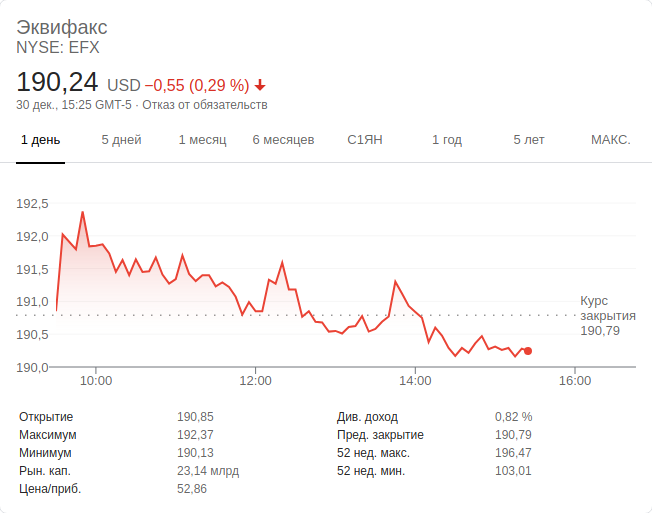 Эквифакс
NYSE: EFX
190,24 USD −0,55 (0,29 %)
30 дек., 15:25 GMT-5 · Отказ от обязательств
1 день 5 дней 1 месяц 6 месяцев С1ЯН 1 год 5 лет МАКС.
192,5
192,0
191,5
191,0
190,5
190,0
Курс
закрытия
190,79
10:00 12:00 14:00 16:00
Открытие 190,85
Максимум 192,37
Минимум 190,13
Рын. кап. 23,14 млрд
Цена/приб. 52,86
Див. доход 0,82 %
Пред. закрытие 190,79
52 нед. макс. 196,47
52 нед. мин. 103,01